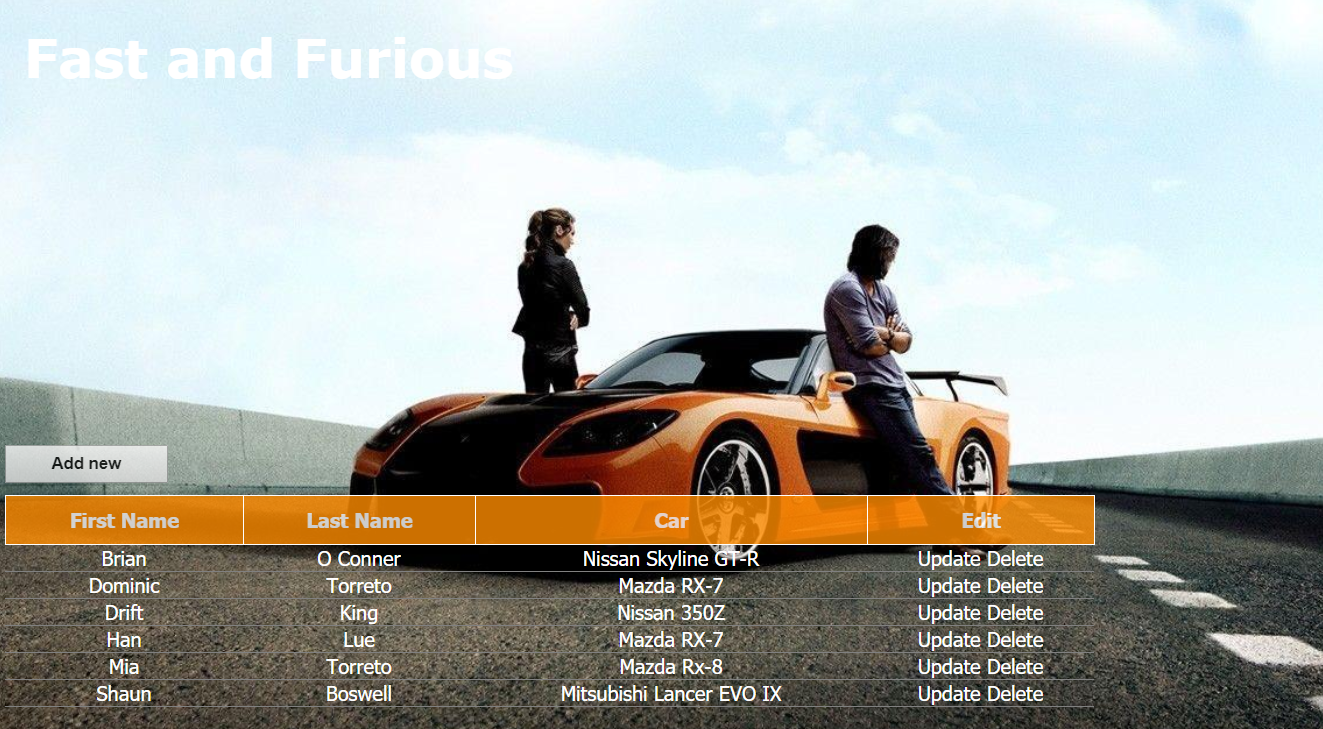 Fast and Furious
Add new
First Name Last Name Car Edit
Brian O Conner Nissan Skyline GT-R Update Delete
Dominic Torreto Mazda RX-7 Update Delete
Drift King Nissan 350Z Update Delete
Han Lue Mazda RX-7 Update Delete
Mia Torreto Mazda Rx-8 Update Delete
Shaun Boswell Mitsubishi Lancer EVO IX Update Delete